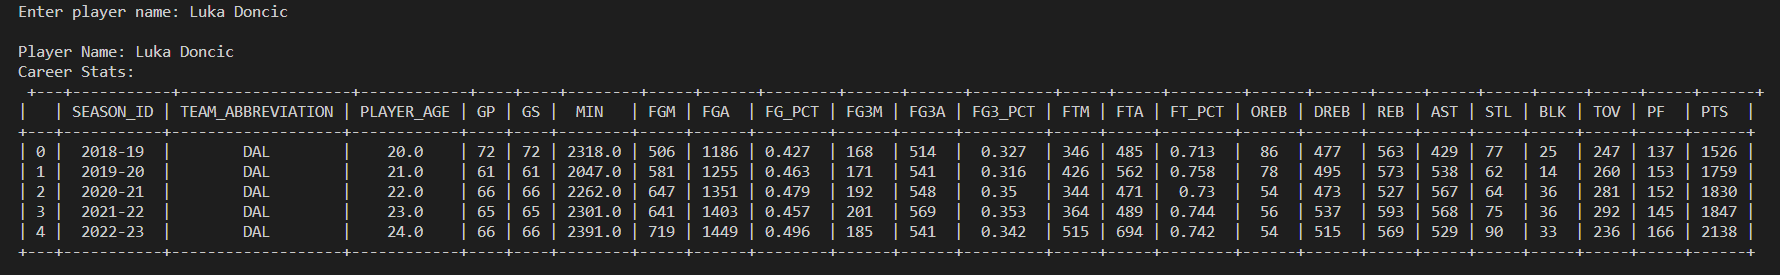 Enter player name: Luka Doncic
Player Name: Luka Doncic
Career Stats:
+---+-----------+-------------------+------------+----+----+--------+-----+------+--------+------+------+---------+-----+-----+--------+------+------+-----+-----+-----+-----+-----+-----+------+
|   | SEASON_ID | TEAM_ABBREVIATION | PLAYER_AGE | GP | GS |  MIN   | FGM | FGA  | FG_PCT | FG3M | FG3A | FG3_PCT | FTM | FTA | FT_PCT | OREB | DREB | REB | AST | STL | BLK | TOV | PF  | PTS  |
+---+-----------+-------------------+------------+----+----+--------+-----+------+--------+------+------+---------+-----+-----+--------+------+------+-----+-----+-----+-----+-----+-----+------+
| 0 |  2018-19  |        DAL        |    20.0    | 72 | 72 | 2318.0 | 506 | 1186 | 0.427  | 168  | 514  |  0.327  | 346 | 485 | 0.713  |  86  | 477  | 563 | 429 | 77  | 25  | 247 | 137 | 1526 |
| 1 |  2019-20  |        DAL        |    21.0    | 61 | 61 | 2047.0 | 581 | 1255 | 0.463  | 171  | 541  |  0.316  | 426 | 562 | 0.758  |  78  | 495  | 573 | 538 | 62  | 14  | 260 | 153 | 1759 |
| 2 |  2020-21  |        DAL        |    22.0    | 66 | 66 | 2262.0 | 647 | 1351 | 0.479  | 192  | 548  |  0.35   | 344 | 471 |  0.73  |  54  | 473  | 527 | 567 | 64  | 36  | 281 | 152 | 1830 |
| 3 |  2021-22  |        DAL        |    23.0    | 65 | 65 | 2301.0 | 641 | 1403 | 0.457  | 201  | 569  |  0.353  | 364 | 489 | 0.744  |  56  | 537  | 593 | 568 | 75  | 36  | 292 | 145 | 1847 |
| 4 |  2022-23  |        DAL        |    24.0    | 66 | 66 | 2391.0 | 719 | 1449 | 0.496  | 185  | 541  |  0.342  | 515 | 694 | 0.742  |  54  | 515  | 569 | 529 | 90  | 33  | 236 | 166 | 2138 |
+---+-----------+-------------------+------------+----+----+--------+-----+------+--------+------+------+---------+-----+-----+--------+------+------+-----+-----+-----+-----+-----+-----+------+